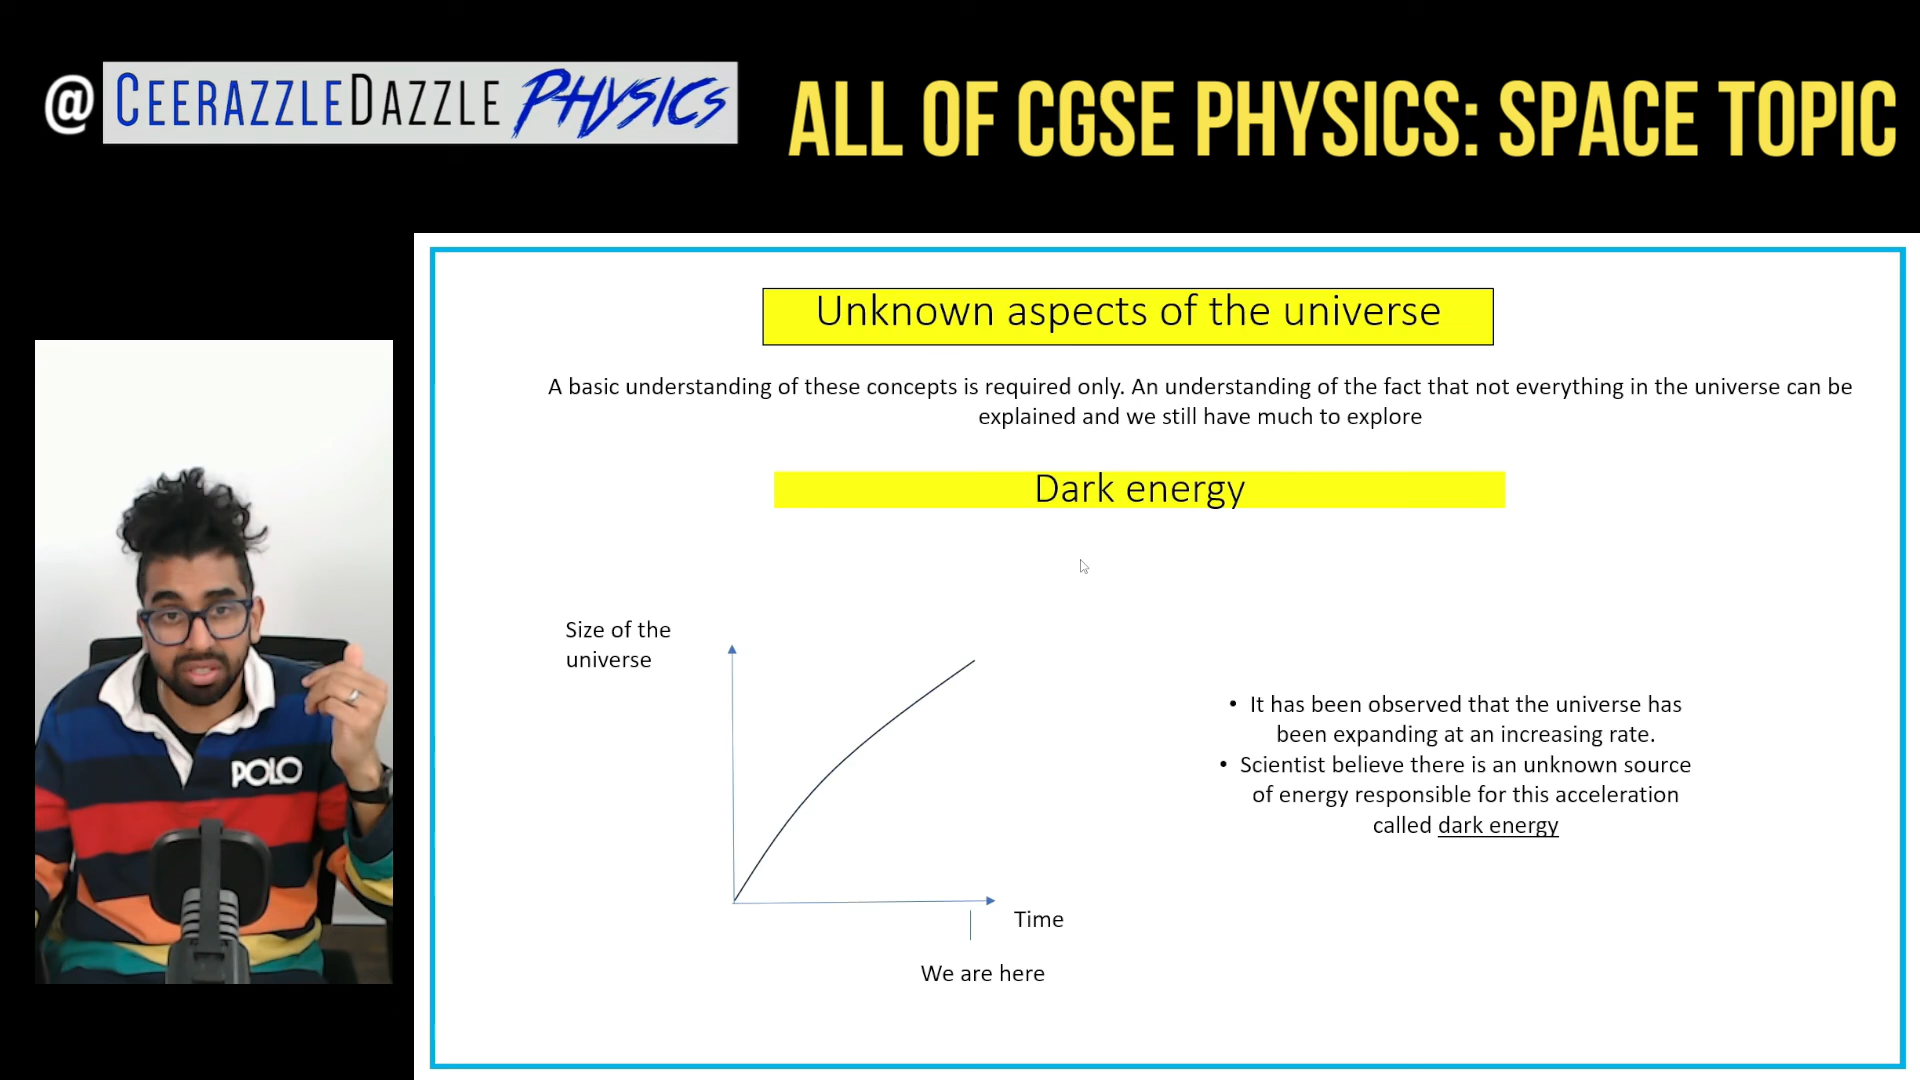 @ CEERAZZLEDAZZLE PHYSICS
ALL OF CGSE PHYSICS: SPACE TOPIC
Unknown aspects of the universe
A basic understanding of these concepts is required only. An understanding of the fact that not everything in the universe can be
explained and we still have much to explore
Dark energy
Size of the
universe
Time
We are here
• It has been observed that the universe has
been expanding at an increasing rate.
• Scientist believe there is an unknown source
of energy responsible for this acceleration
called dark energy
POLO